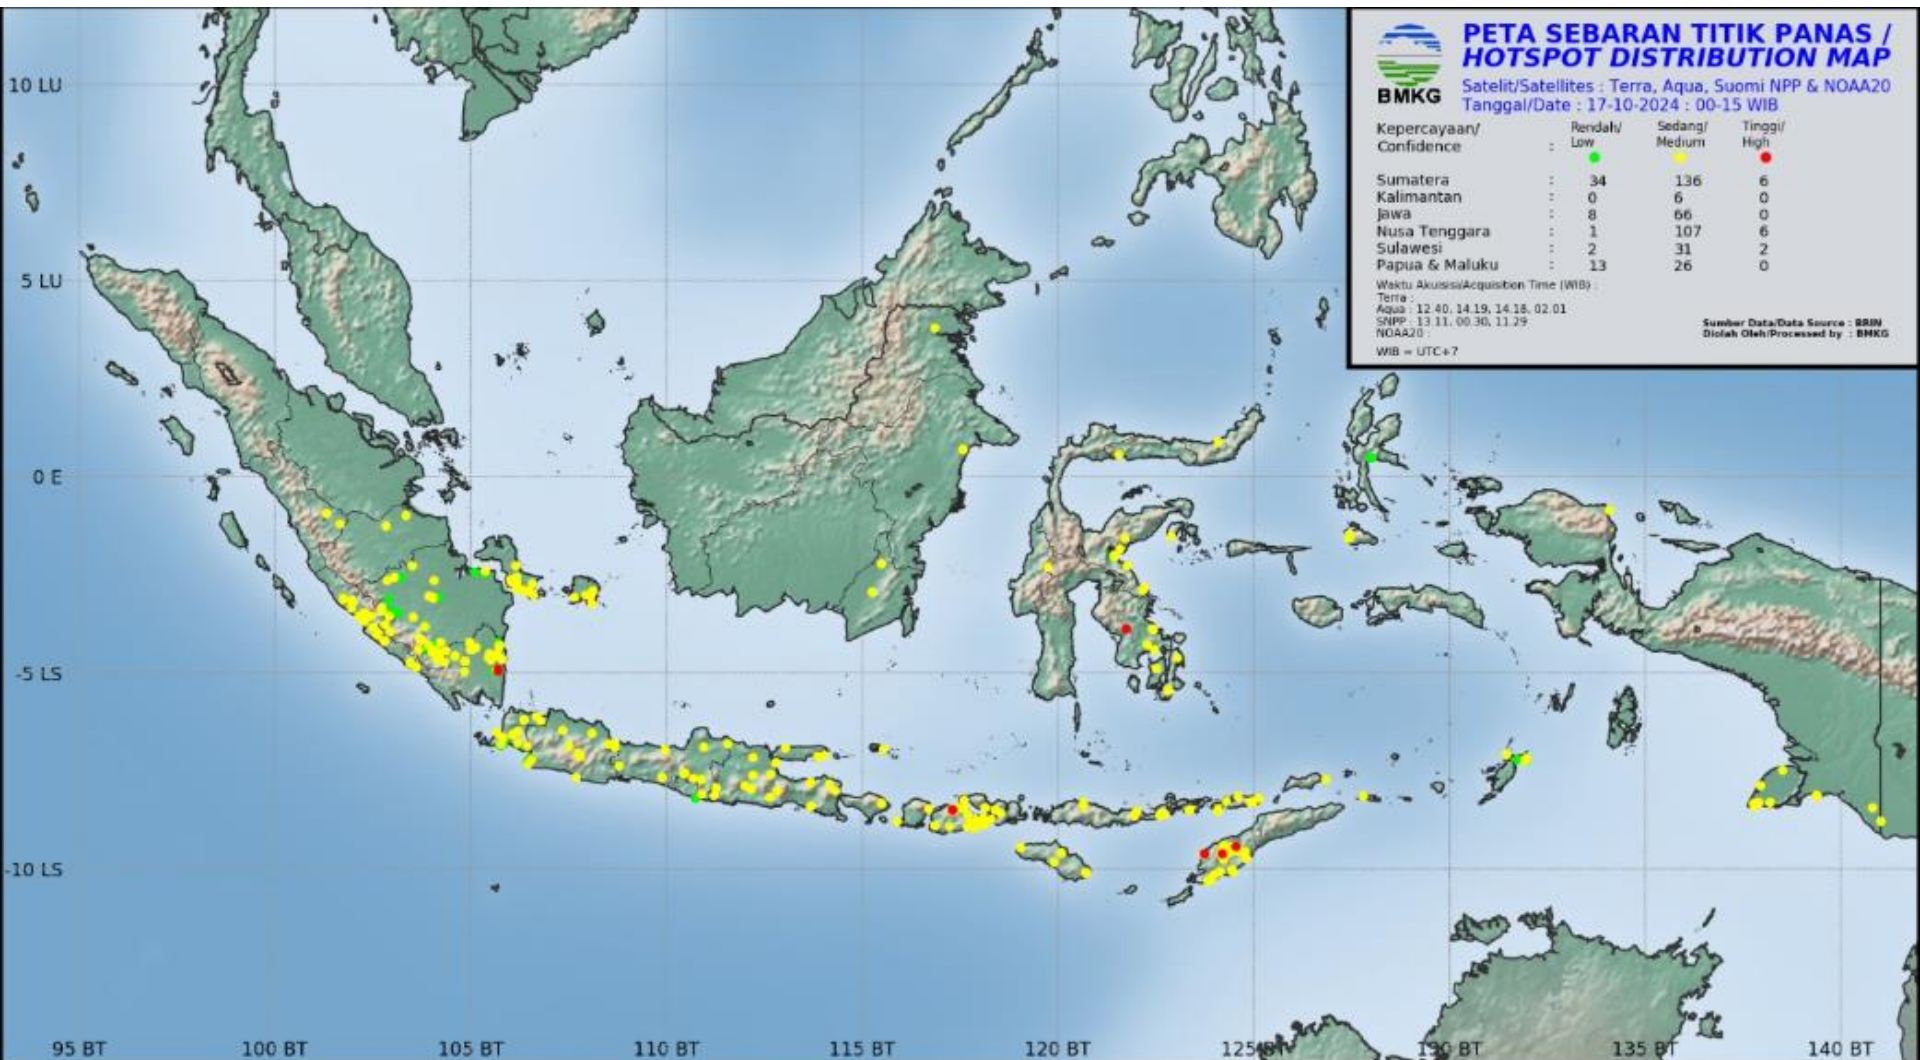 PETA SEBARAN TITIK PANAS /
HOTSPOT DISTRIBUTION MAP
BMKG
Satelit/Satellites : Terra, Aqua, Suomi NPP & NOAA20
Tanggal/Date : 17-10-2024 : 00-15 WIB
Kepercayaan/ Rendah/ Sedang/ Tinggi/
Confidence : Low Medium High
Sumatera : 34 136 6
Kalimantan : 0 6 0
Jawa : 8 66 0
Nusa Tenggara : 1 107 6
Sulawesi : 2 31 2
Papua & Maluku : 13 26 0
Waktu Akuisisi/Acquisition Time (WIB) :
Terra :
Aqua : 12.40, 14.19, 14.18, 02.01
SNPP : 13.11, 00.30, 11.29
NOAA20 :
Sumber Data/Data Source : BRIN
Diolah Oleh/Processed by : BMKG
WIB = UTC+7
10 LU
5 LU
0 E
-5 LS
-10 LS
95 BT 100 BT 105 BT 110 BT 115 BT 120 BT 125 BT 130 BT 135 BT 140 BT